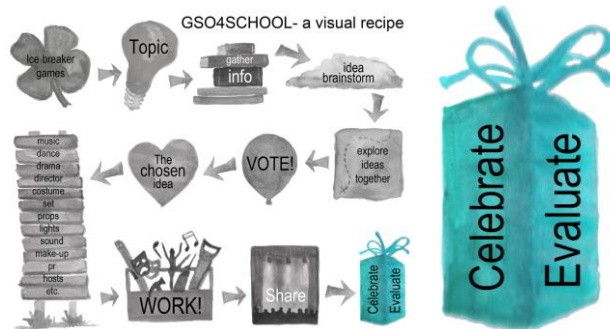 GSO4SCHOOL- a visual recipe
Ice-breaker
games
Topic
gather
info
idea
brainstorm
explore
ideas
together
VOTE!
The
chosen
idea
music
dance
drama
director
costume
set
props
lights
sound
make-up
pr
hosts
etc.
WORK!
Share
Celebrate
Evaluate
Celebrate
Evaluate